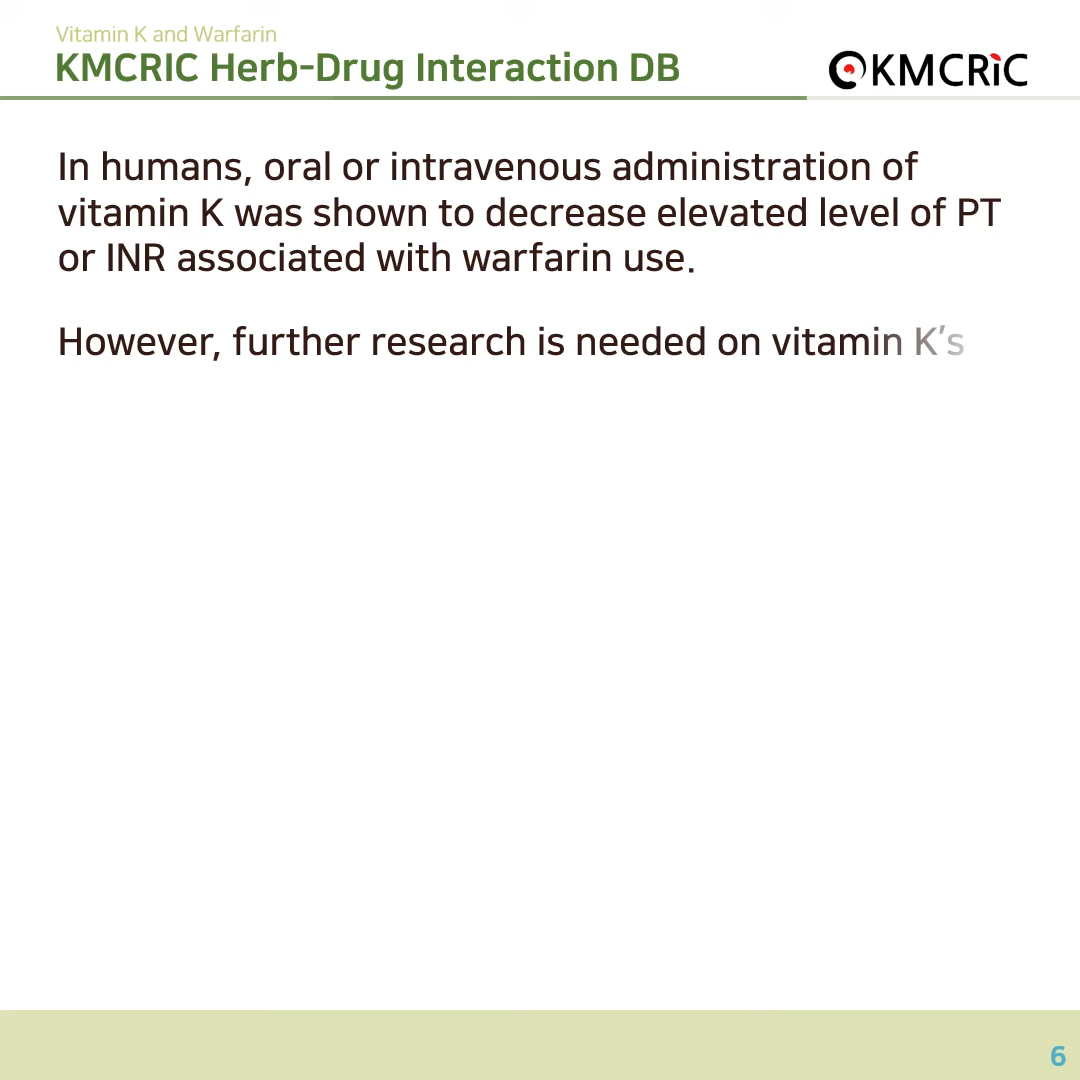 Vitamin K and Warfarin
KMCRIC Herb-Drug Interaction DB
KMCRiC
In humans, oral or intravenous administration of
vitamin K was shown to decrease elevated level of PT
or INR associated with warfarin use.
However, further research is needed on vitamin K's
6